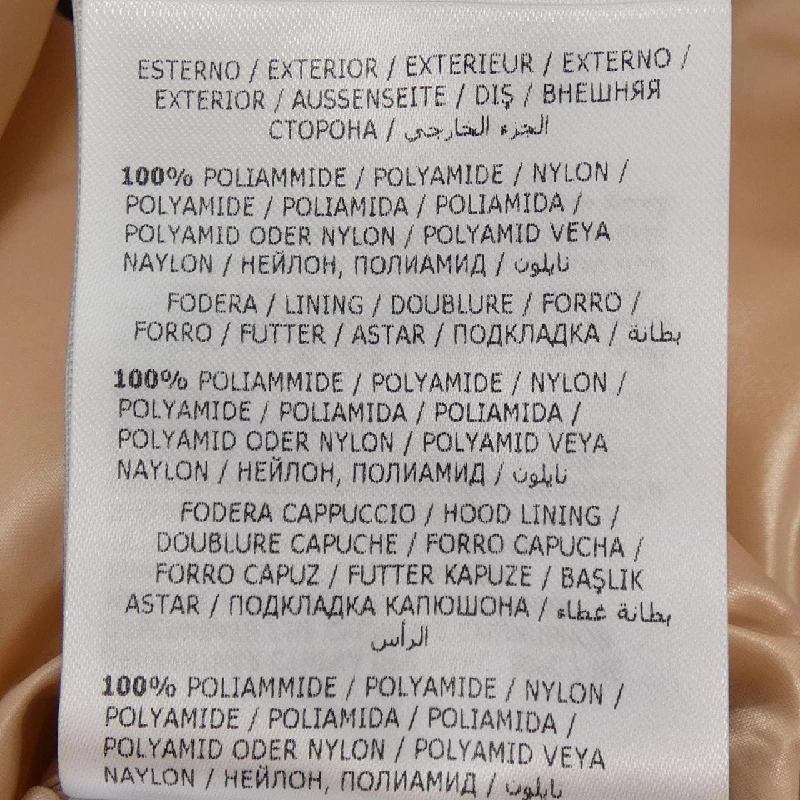 ESTERNO / EXTERIOR / EXTERIEUR / EXTERNO /
EXTERIOR / AUSSENSEITE / DIŞ / ВНЕШНЯЯ
СТОРОНА / الجزء الخارجي
100% POLIAMMIDE / POLYAMIDE / NYLON /
POLYAMIDE / POLIAMIDA / POLIAMIDA /
POLYAMID ODER NYLON / POLYAMID VEYA
NAYLON / НЕЙЛОН, ПОЛИАМИД / نايلون
FODERA / LINING / DOUBLURE / FORRO /
FORRO / FUTTER / ASTAR / ПОДКЛАДКА / بطانة
100% POLIAMMIDE / POLYAMIDE / NYLON /
POLYAMIDE / POLIAMIDA / POLIAMIDA /
POLYAMID ODER NYLON / POLYAMID VEYA
NAYLON / НЕЙЛОН, ПОЛИАМИД / نايلون
FODERA CAPPUCCIO / HOOD LINING /
DOUBLURE CAPUCHE / FORRO CAPUCHA /
FORRO CAPUZ / FUTTER KAPUZE / BAŞLIK
ASTAR / ПОДКЛАДКА КАПЮШОНА / بطانة غطاء
الرأس
100% POLIAMMIDE / POLYAMIDE / NYLON /
POLYAMIDE / POLIAMIDA / POLIAMIDA /
POLYAMID ODER NYLON / POLYAMID VEYA
NAYLON / НЕЙЛОН, ПОЛИАМИД / نايلون